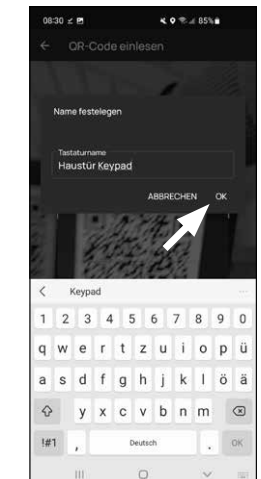 08:30
85%
QR-Code einlesen
Name festelegen
Tastaturname
Haustür Keypad
ABBRECHEN OK
Keypad
1 2 3 4 5 6 7 8 9 0
q w e r t z u i o p ü
a s d f g h j k l ö ä
y x c v b n m
!#1 , Deutsch . OK